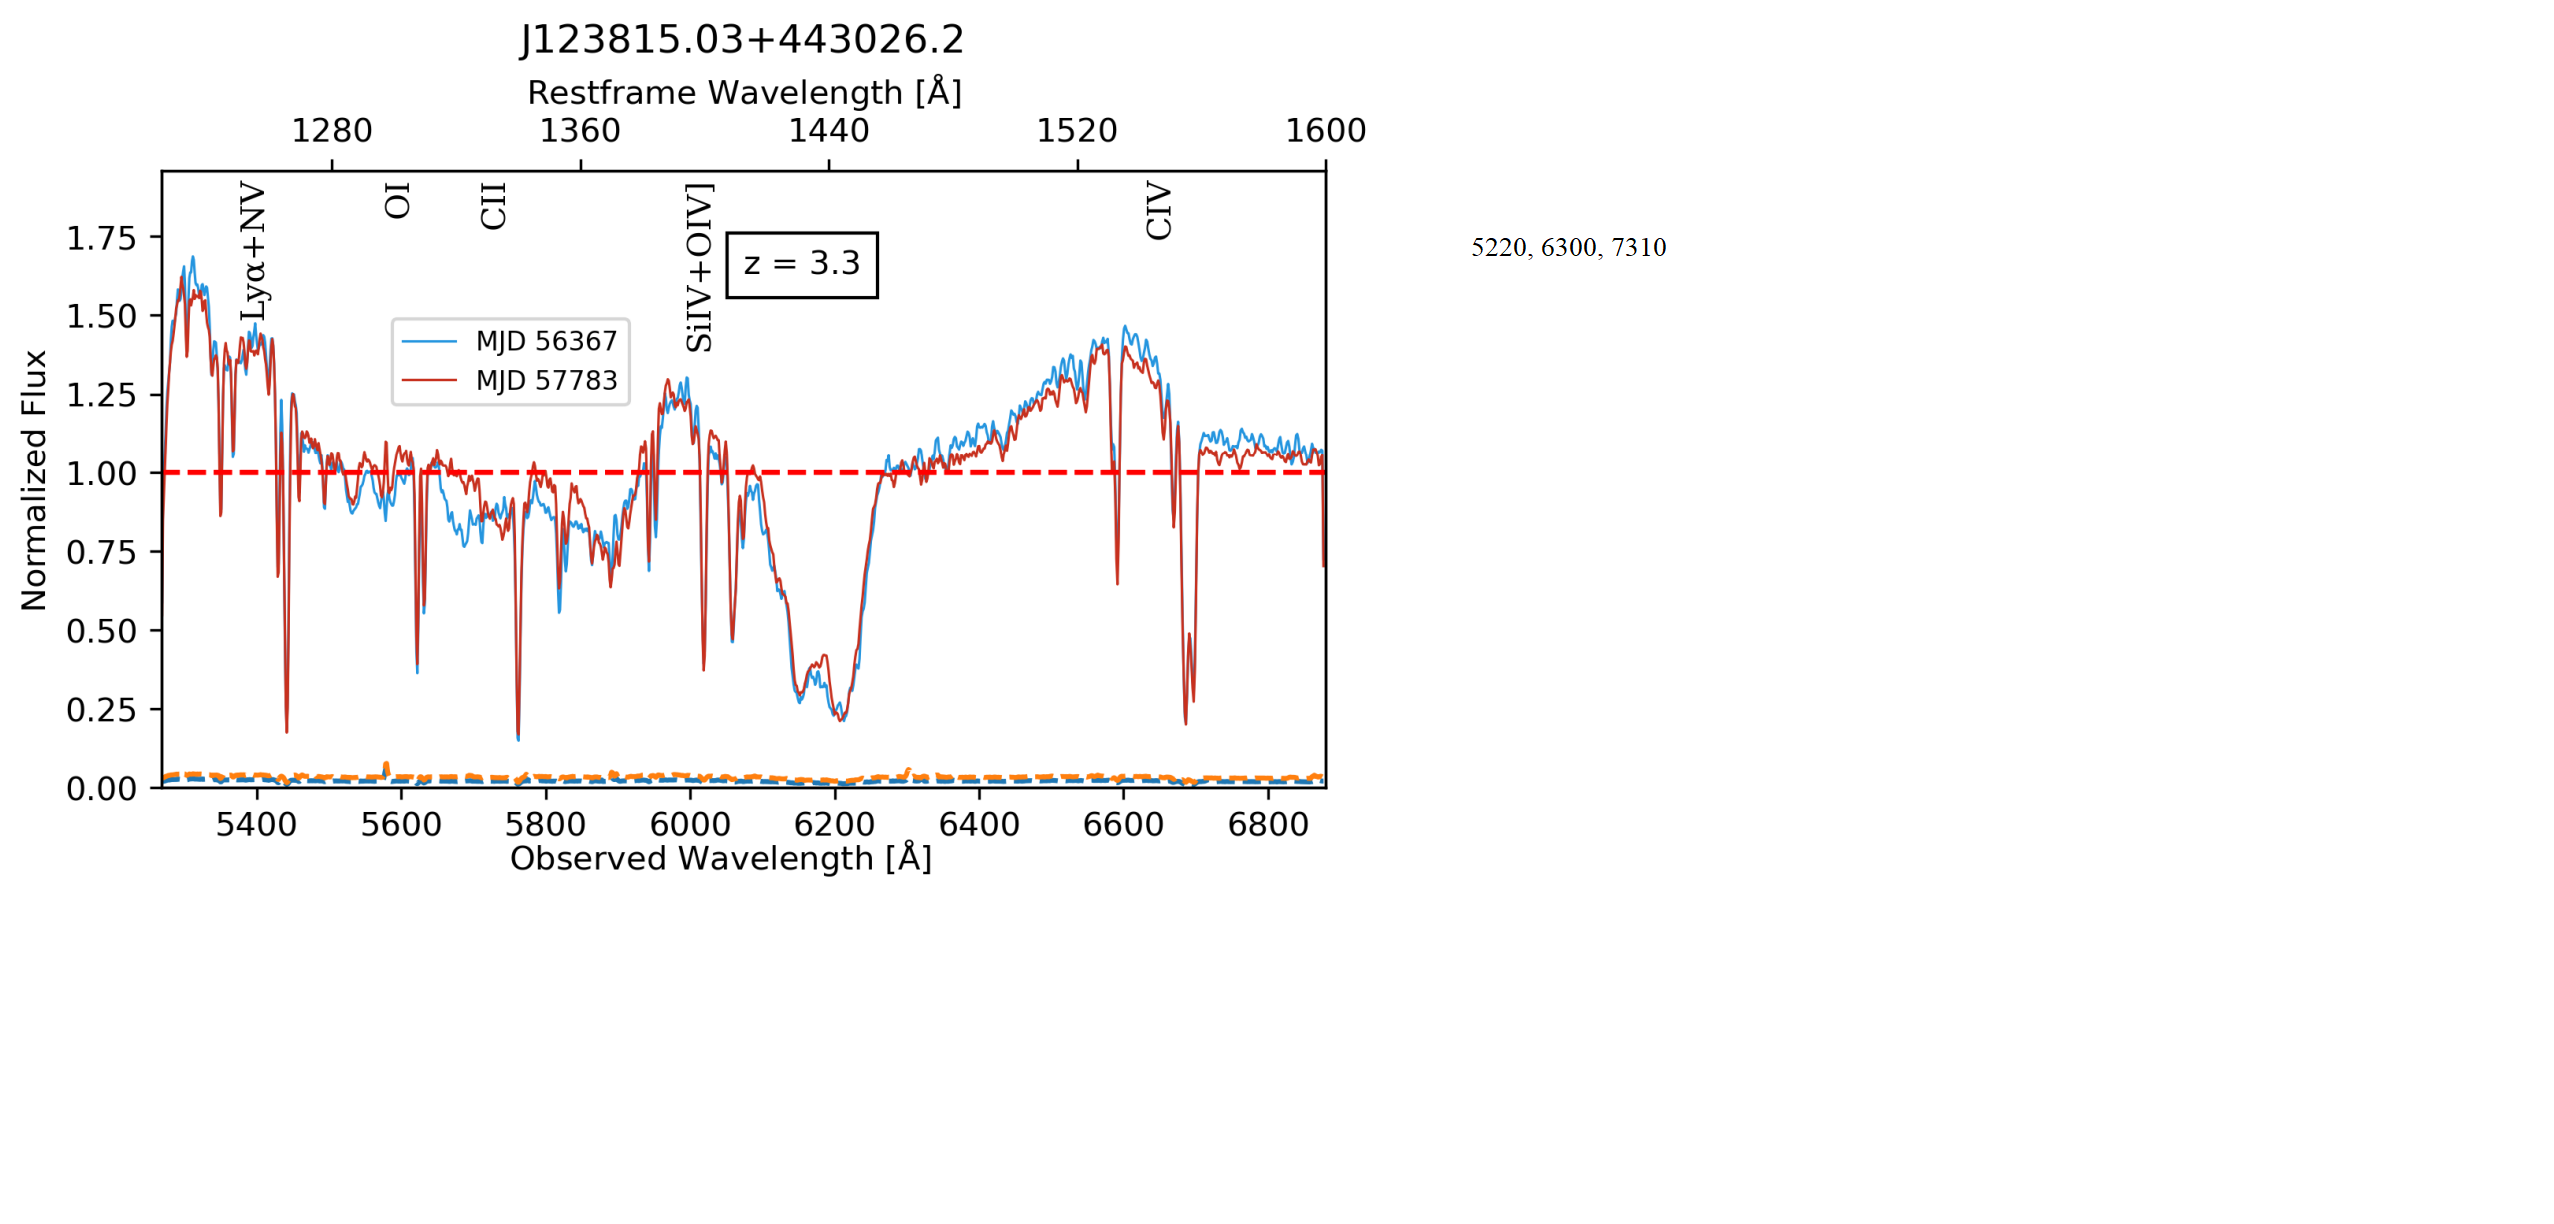 J123815.03+443026.2
Restframe Wavelength [Å]
1280 1360 1440 1520 1600
Lyα+NV OI CII SiIV+OIV] CIV
z = 3.3
5220, 6300, 7310
MJD 56367
MJD 57783
Normalized Flux
1.75
1.50
1.25
1.00
0.75
0.50
0.25
0.00
5400 5600 5800 6000 6200 6400 6600 6800
Observed Wavelength [Å]